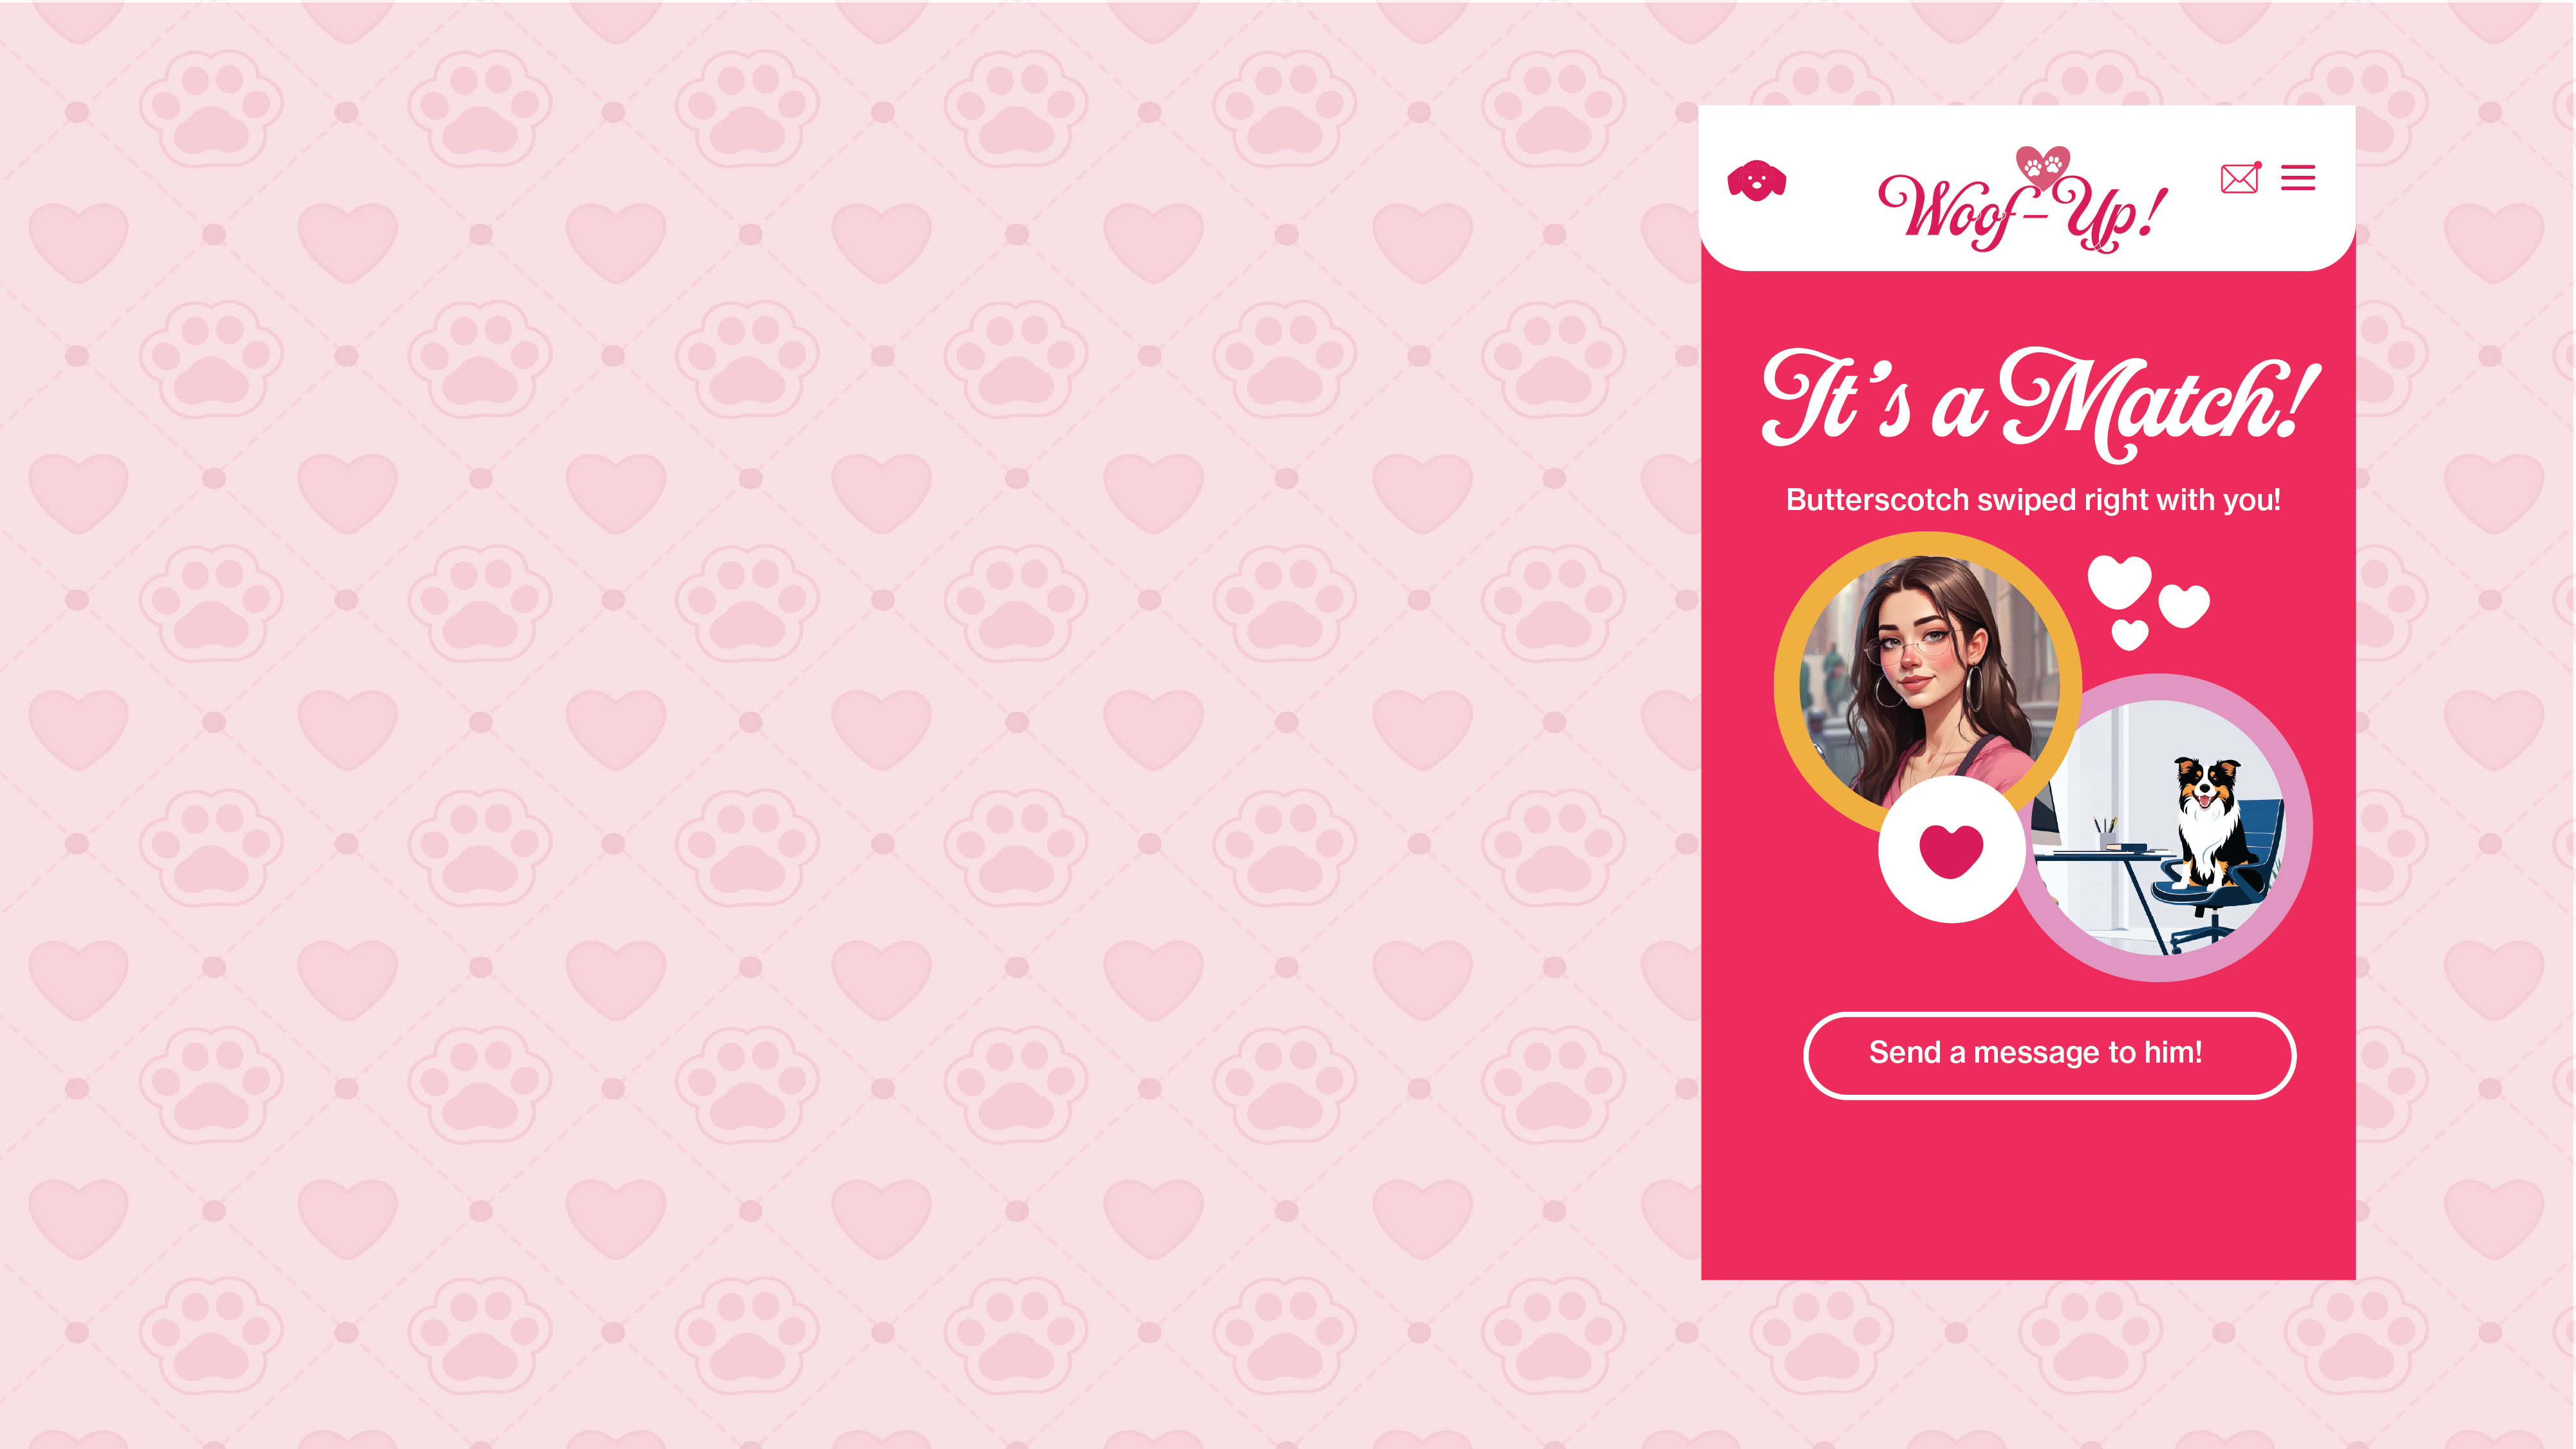 Woof-Up!
It's a Match!
Butterscotch swiped right with you!
Send a message to him!